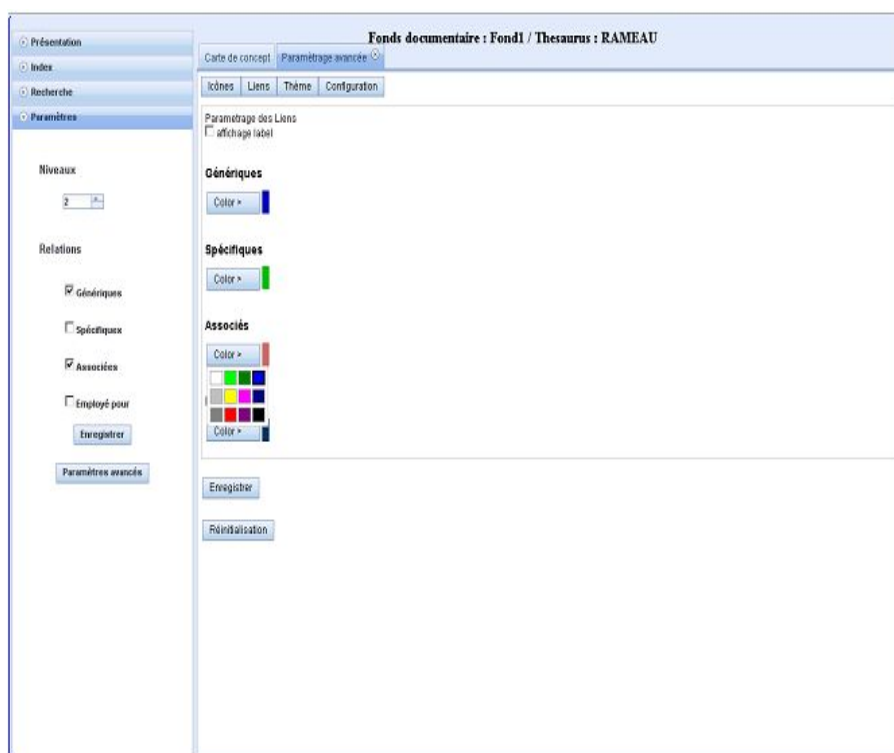 Fonds documentaire : Fond1 / Thesaurus : RAMEAU
Présentation
Index
Recherche
Paramètres
Niveaux
2
Relations
Génériques
Spécifiques
Associées
Employé pour
Enregistrer
Paramètres avancés
Carte de concept
Paramètrage avancée
Icônes Liens Thème Configuration
Parametrage des Liens
affichage label
Génériques
Color >
Spécifiques
Color >
Associés
Color >
Color >
Enregistrer
Réinitialisation